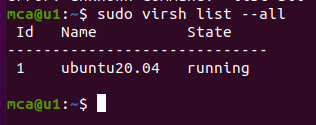 mca@u1:~$ sudo virsh list --all
 Id   Name          State
-----------------------------
 1    ubuntu20.04   running

mca@u1:~$